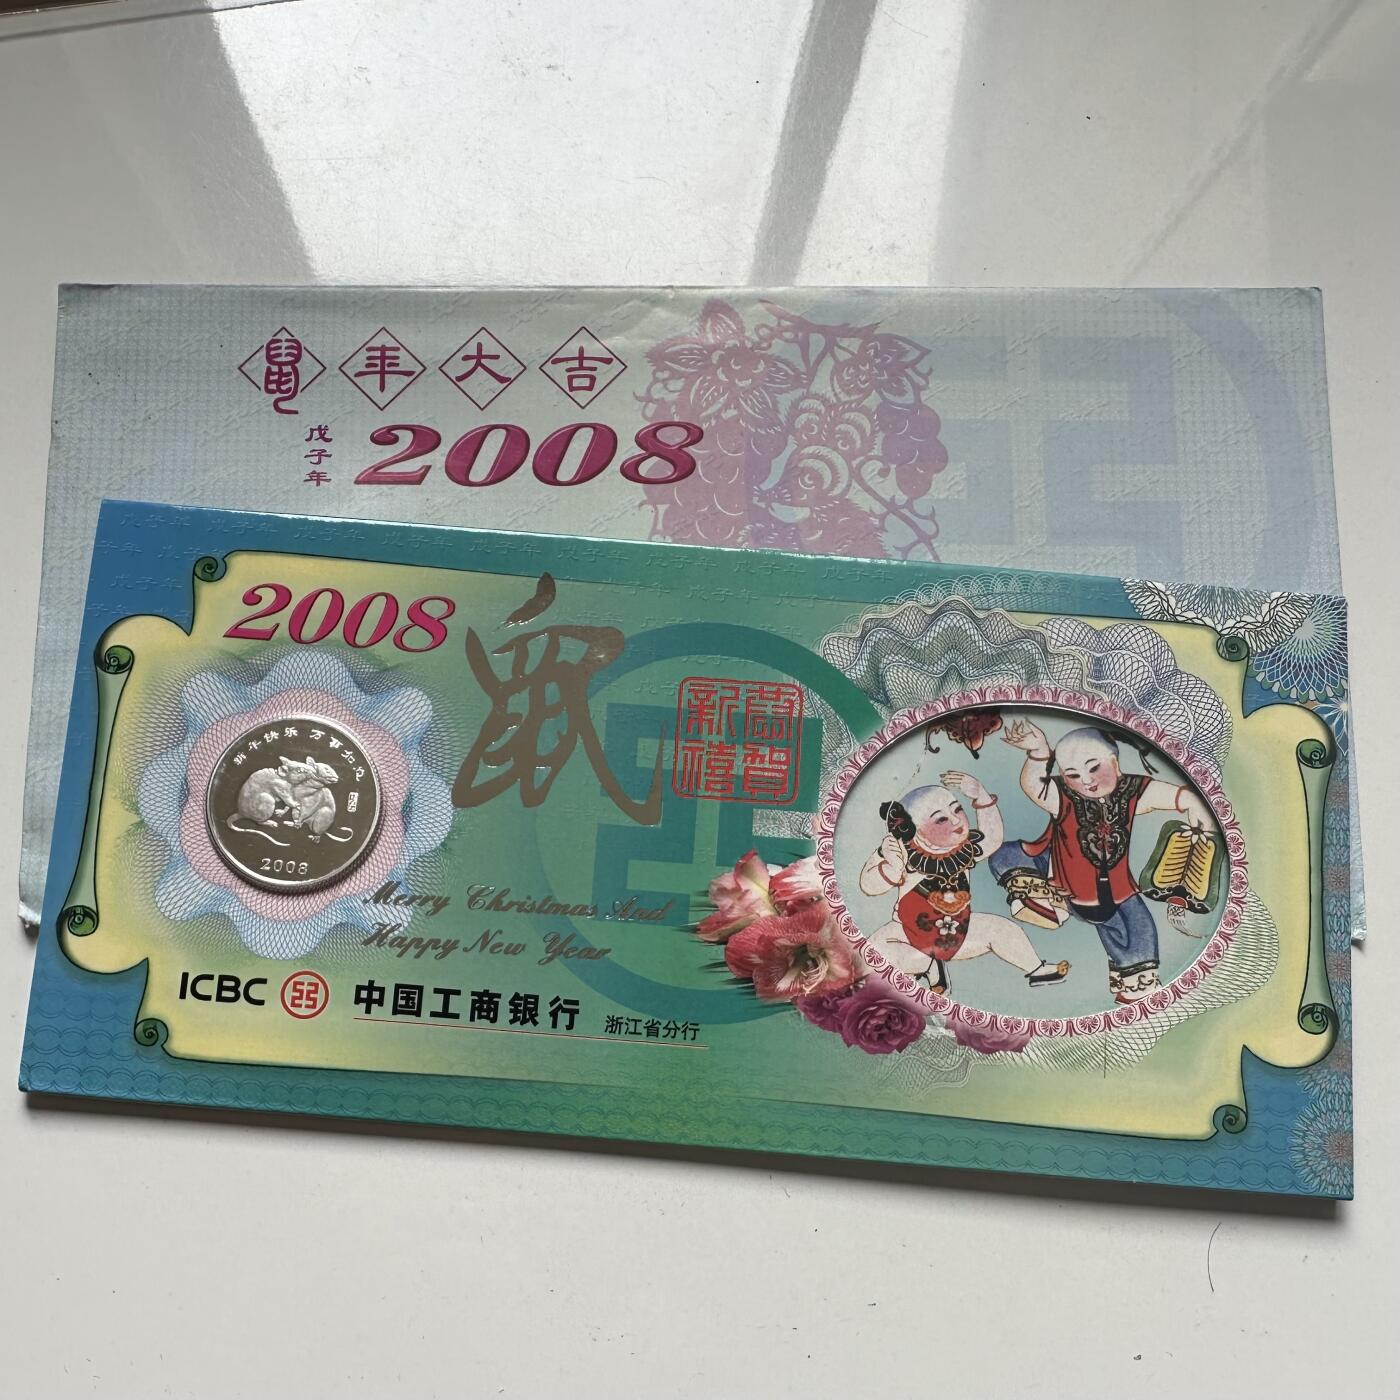 鼠年大吉
戊子年
2008
2008
鼠
恭贺
新禧
新年快乐 万事如意
2008
Merry Christmas And
Happy New Year
ICBC 中国工商银行 浙江省分行